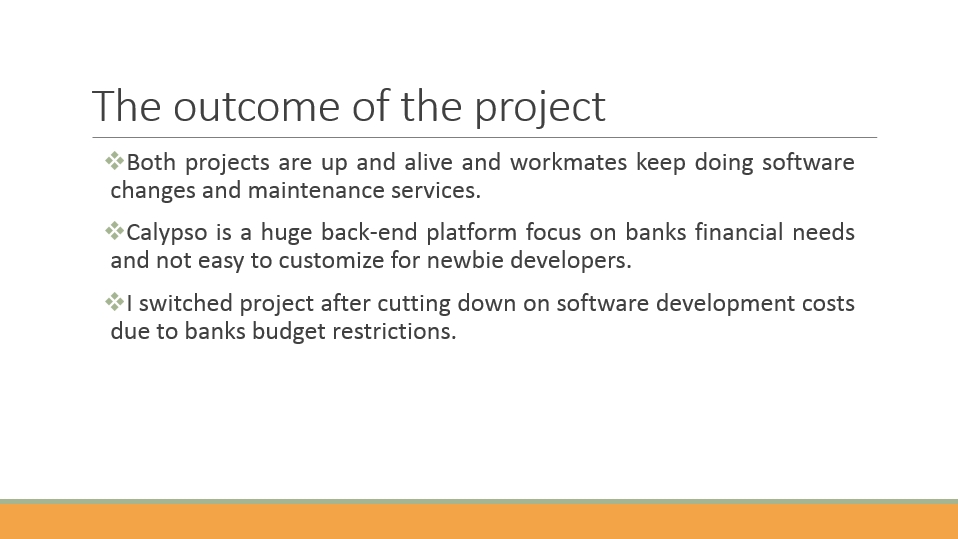 The outcome of the project
❖Both projects are up and alive and workmates keep doing software
changes and maintenance services.
❖Calypso is a huge back-end platform focus on banks financial needs
and not easy to customize for newbie developers.
❖I switched project after cutting down on software development costs
due to banks budget restrictions.